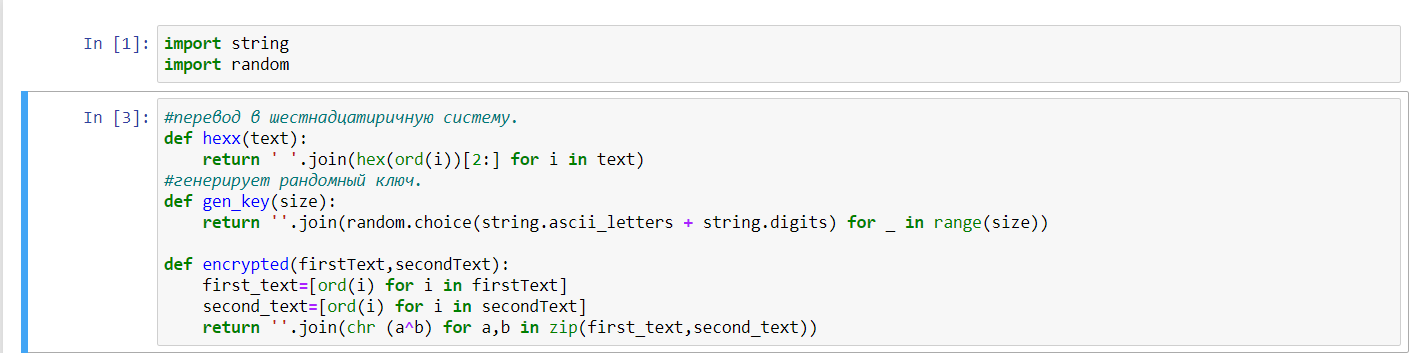 In [1]: import string
import random
In [3]: #перевод в шестнадцатиричную систему.
def hexx(text):
    return ' '.join(hex(ord(i))[2:] for i in text)
#генерирует рандомный ключ.
def gen_key(size):
    return ''.join(random.choice(string.ascii_letters + string.digits) for _ in range(size))
def encrypted(firstText,secondText):
    first_text=[ord(i) for i in firstText]
    second_text=[ord(i) for i in secondText]
    return ''.join(chr (a^b) for a,b in zip(first_text,second_text))